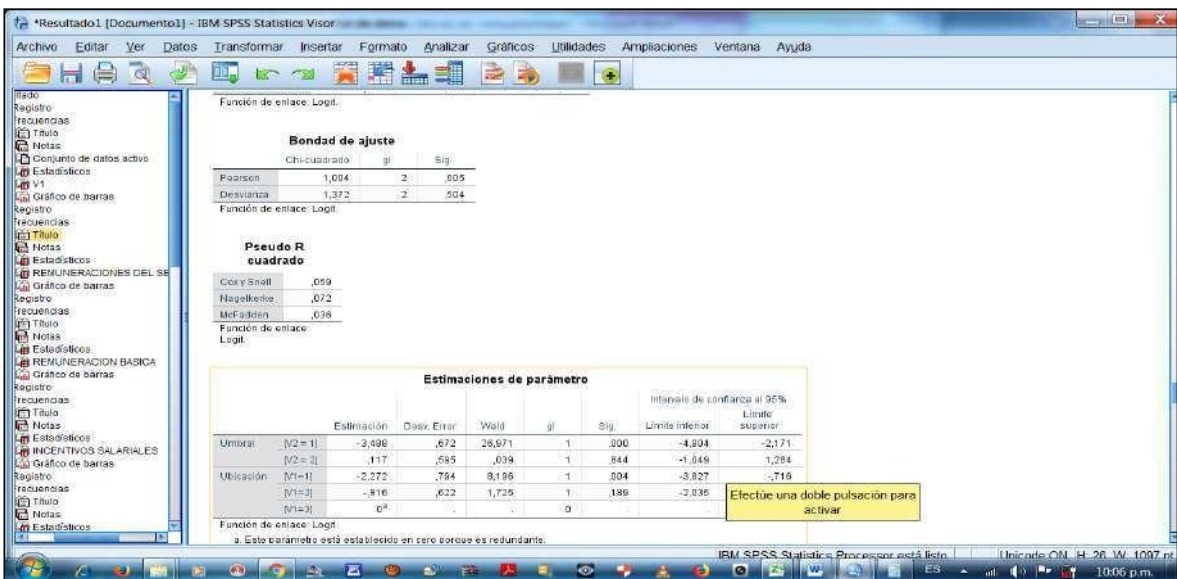 *Resultado1 [Documento1] - IBM SPSS Statistics Visor
Archivo Editar Ver Datos Transformar Insertar Formato Analizar Gráficos Utilidades Ampliaciones Ventana Ayuda
Registro
Frecuencias
Título
Notas
Conjunto de datos activo
Estadísticos
V1
Gráfico de barras
Registro
Frecuencias
Título
Notas
Estadísticos
REMUNERACIONES DEL SE
Gráfico de barras
Registro
Frecuencias
Título
Notas
Estadísticos
REMUNERACION BASICA
Gráfico de barras
Registro
Frecuencias
Título
Notas
Estadísticos
INCENTIVOS SALARIALES
Gráfico de barras
Registro
Frecuencias
Título
Notas
Estadísticos
Función de enlace: Logit.
Bondad de ajuste
Chi-cuadrado gl Sig.
Pearson 1,004 2 ,605
Desvianza 1,372 2 ,504
Función de enlace: Logit.
Pseudo R
cuadrado
Cox y Snell ,059
Nagelkerke ,072
McFadden ,036
Función de enlace:
Logit.
Estimaciones de parámetro
Intervalo de confianza al 95%
Estimación Desv. Error Wald gl Sig. Límite inferior Límite superior
Umbral [V2 = 1] -3,488 ,672 26,971 1 ,000 -4,804 -2,171
[V2 = 2] ,117 ,595 ,039 1 ,844 -1,049 1,284
Ubicación [V1=1] -2,272 ,794 8,196 1 ,004 -3,827 -,716
-,816 ,622 1,725 1 ,189 -2,035
[V1=3] 0ª . . 0 .
Efectúe una doble pulsación para
activar
Función de enlace: Logit.
a. Este parámetro está establecido en cero porque es redundante.
IBM SPSS Statistics Processor está listo Unicode:ON H: 26, W: 1097 pt
ES 10:06 p.m.